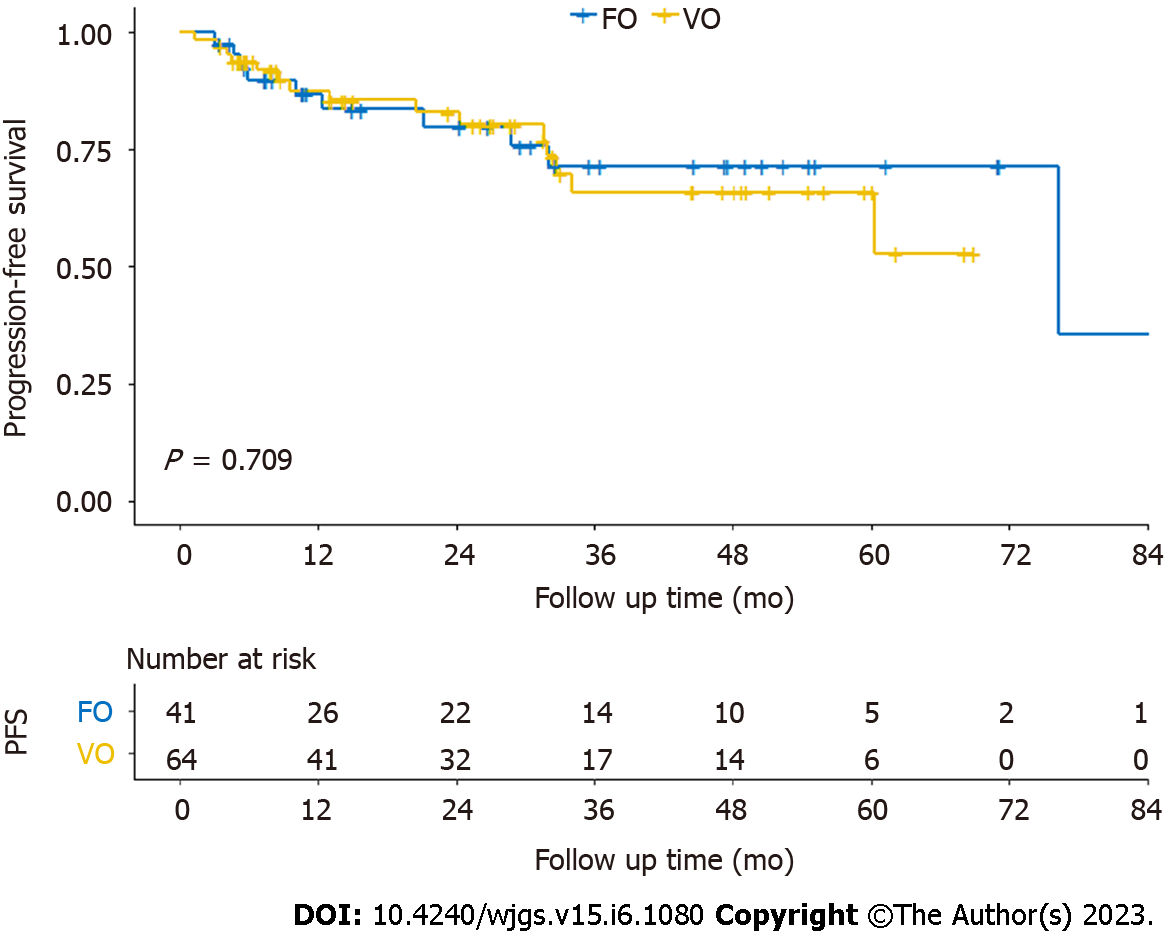 FO VO
1.00
0.75
0.50
0.25
0.00
Progression-free survival
P = 0.709
0 12 24 36 48 60 72 84
Follow up time (mo)
Number at risk
PFS
FO 41 26 22 14 10 5 2 1
VO 64 41 32 17 14 6 0 0
0 12 24 36 48 60 72 84
Follow up time (mo)
DOI: 10.4240/wjgs.v15.i6.1080 Copyright ©The Author(s) 2023.